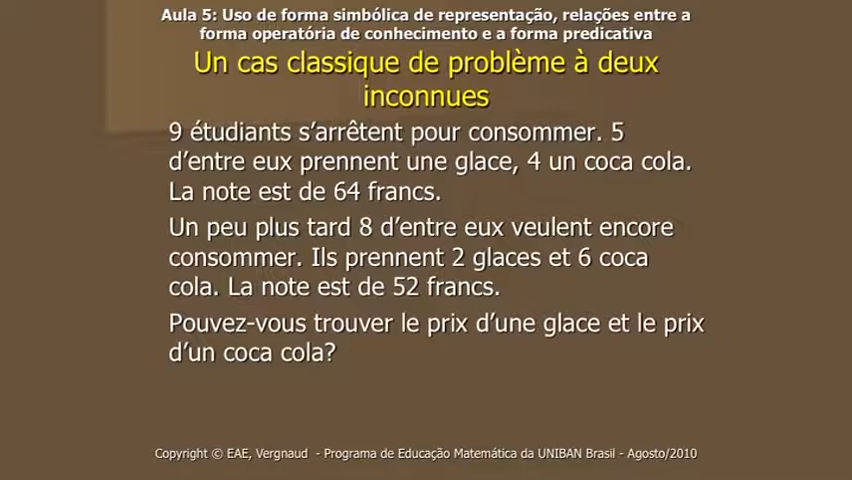 Aula 5: Uso de forma simbólica de representação, relações entre a
forma operatória de conhecimento e a forma predicativa
Un cas classique de problème à deux
inconnues
9 étudiants s'arrêtent pour consommer. 5
d'entre eux prennent une glace, 4 un coca cola.
La note est de 64 francs.
Un peu plus tard 8 d'entre eux veulent encore
consommer. Ils prennent 2 glaces et 6 coca
cola. La note est de 52 francs.
Pouvez-vous trouver le prix d'une glace et le prix
d'un coca cola?
Copyright © EAE, Vergnaud - Programa de Educação Matemática da UNIBAN Brasil - Agosto/2010